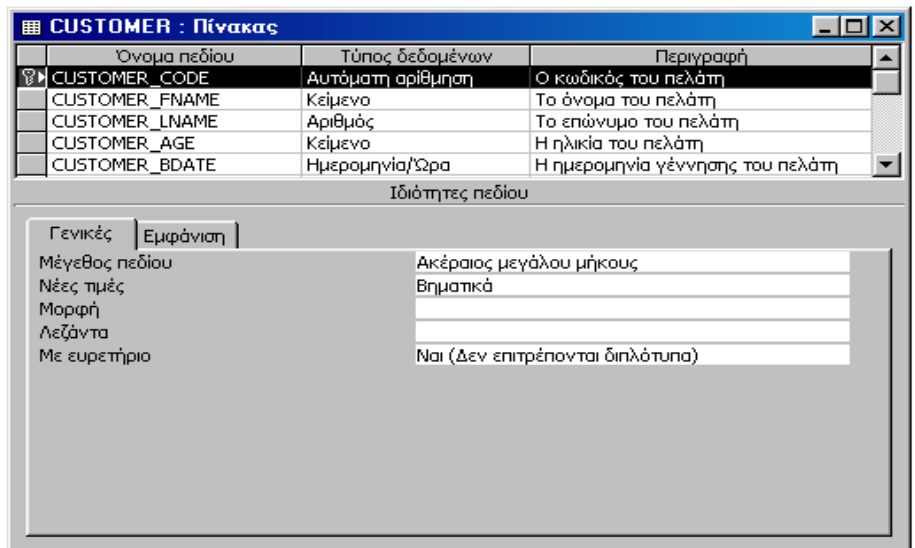 CUSTOMER : Πίνακας
Όνομα πεδίου Τύπος δεδομένων Περιγραφή
CUSTOMER_CODE Αυτόματη αρίθμηση Ο κωδικός του πελάτη
CUSTOMER_FNAME Κείμενο Το όνομα του πελάτη
CUSTOMER_LNAME Αριθμός Το επώνυμο του πελάτη
CUSTOMER_AGE Κείμενο Η ηλικία του πελάτη
CUSTOMER_BDATE Ημερομηνία/Ώρα Η ημερομηνία γέννησης του πελάτη
Ιδιότητες πεδίου
Γενικές Εμφάνιση
Μέγεθος πεδίου Ακέραιος μεγάλου μήκους
Νέες τιμές Βηματικά
Μορφή
Λεζάντα
Με ευρετήριο Ναι (Δεν επιτρέπονται διπλότυπα)